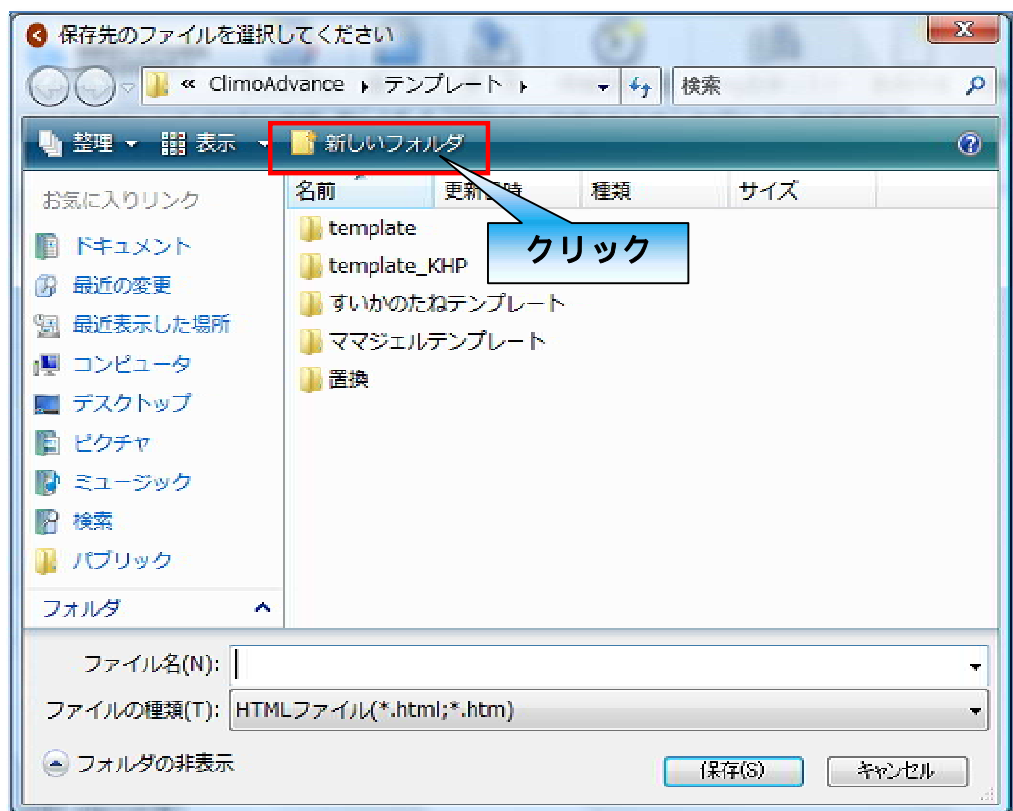 保存先のファイルを選択してください
« ClimoAdvance ▸ テンプレート ▸
検索
整理 表示 新しいフォルダ
お気に入りリンク
ドキュメント
最近の変更
最近表示した場所
コンピュータ
デスクトップ
ピクチャ
ミュージック
検索
パブリック
フォルダ
名前 更新日時 種類 サイズ
template
template_KHP
すいかのたねテンプレート
ママジェルテンプレート
置換
クリック
ファイル名(N):
ファイルの種類(T): HTMLファイル(*.html;*.htm)
フォルダの非表示
保存(S) キャンセル